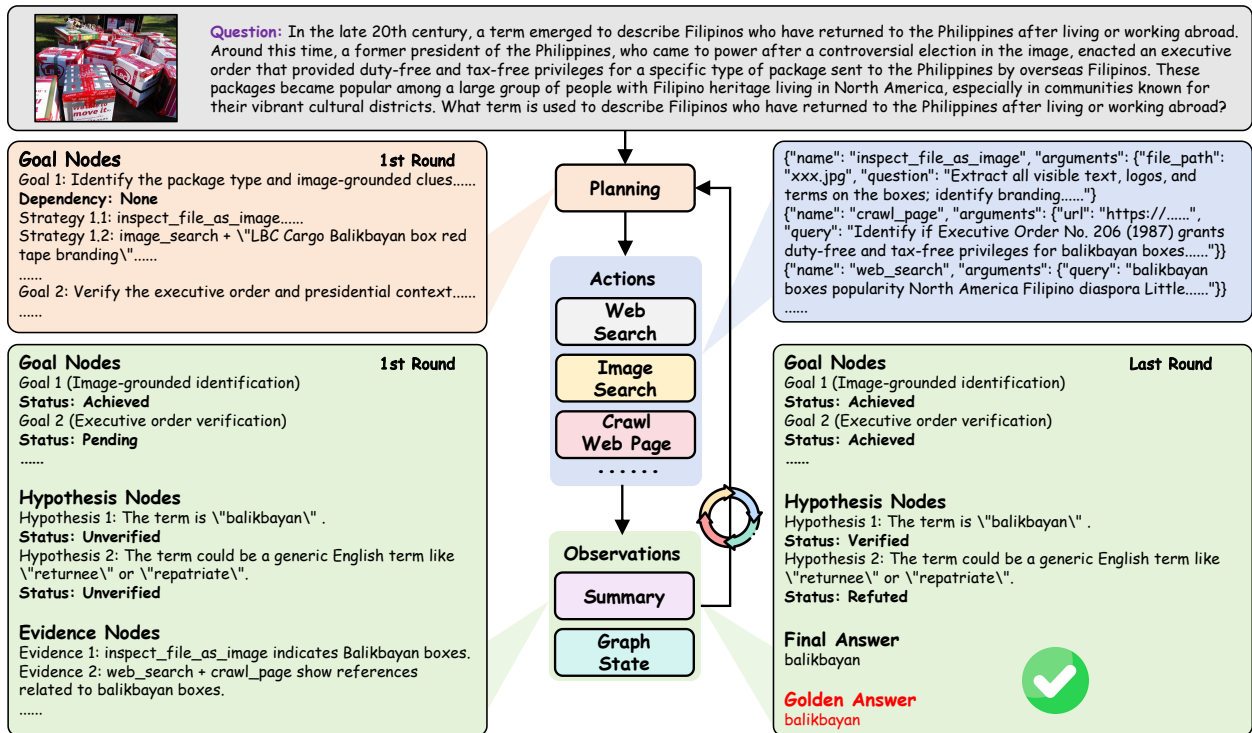 Question: In the late 20th century, a term emerged to describe Filipinos who have returned to the Philippines after living or working abroad.
Around this time, a former president of the Philippines, who came to power after a controversial election in the image, enacted an executive
order that provided duty-free and tax-free privileges for a specific type of package sent to the Philippines by overseas Filipinos. These
packages became popular among a large group of people with Filipino heritage living in North America, especially in communities known for
their vibrant cultural districts. What term is used to describe Filipinos who have returned to the Philippines after living or working abroad?
move it..
Goal Nodes 1st Round
Goal 1: Identify the package type and image-grounded clues......
Dependency: None
Strategy 1.1: inspect_file_as_image......
Strategy 1.2: image_search + \"LBC Cargo Balikbayan box red
tape branding\"......
......
Goal 2: Verify the executive order and presidential context......
......
Planning
Actions
Web
Search
Image
Search
Crawl
Web Page
......
Observations
Summary
Graph
State
{"name": "inspect_file_as_image", "arguments": {"file_path":
"xxx.jpg", "question": "Extract all visible text, logos, and
terms on the boxes; identify branding....."}
{"name": "crawl_page", "arguments": {"url": "https://......",
"query": "Identify if Executive Order No. 206 (1987) grants
duty-free and tax-free privileges for balikbayan boxes......"}}
{"name": "web_search", "arguments": {"query": "balikbayan
boxes popularity North America Filipino diaspora Little......"}}
......
Goal Nodes 1st Round
Goal 1 (Image-grounded identification)
Status: Achieved
Goal 2 (Executive order verification)
Status: Pending
......
Hypothesis Nodes
Hypothesis 1: The term is \"balikbayan\" .
Status: Unverified
Hypothesis 2: The term could be a generic English term like
\"returnee\" or \"repatriate\".
Status: Unverified
Evidence Nodes
Evidence 1: inspect_file_as_image indicates Balikbayan boxes.
Evidence 2: web_search + crawl_page show references
related to balikbayan boxes.
......
Goal Nodes Last Round
Goal 1 (Image-grounded identification)
Status: Achieved
Goal 2 (Executive order verification)
Status: Achieved
......
Hypothesis Nodes
Hypothesis 1: The term is \"balikbayan\" .
Status: Verified
Hypothesis 2: The term could be a generic English term like
\"returnee\" or \"repatriate\".
Status: Refuted
Final Answer
balikbayan
Golden Answer
balikbayan